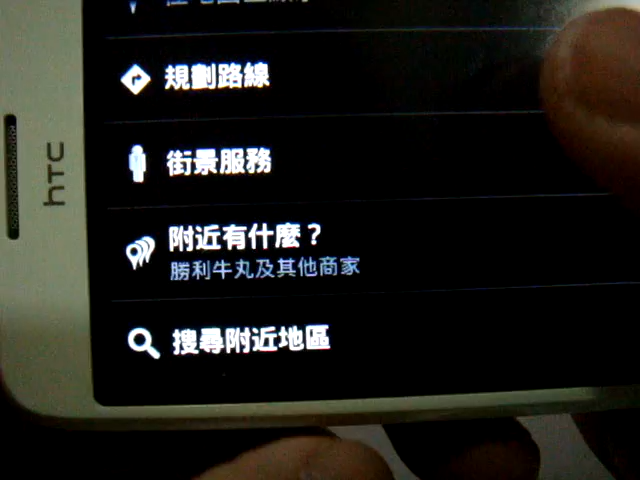 規劃路線
hTC
街景服務
附近有什麼？
勝利牛丸及其他商家
搜尋附近地區